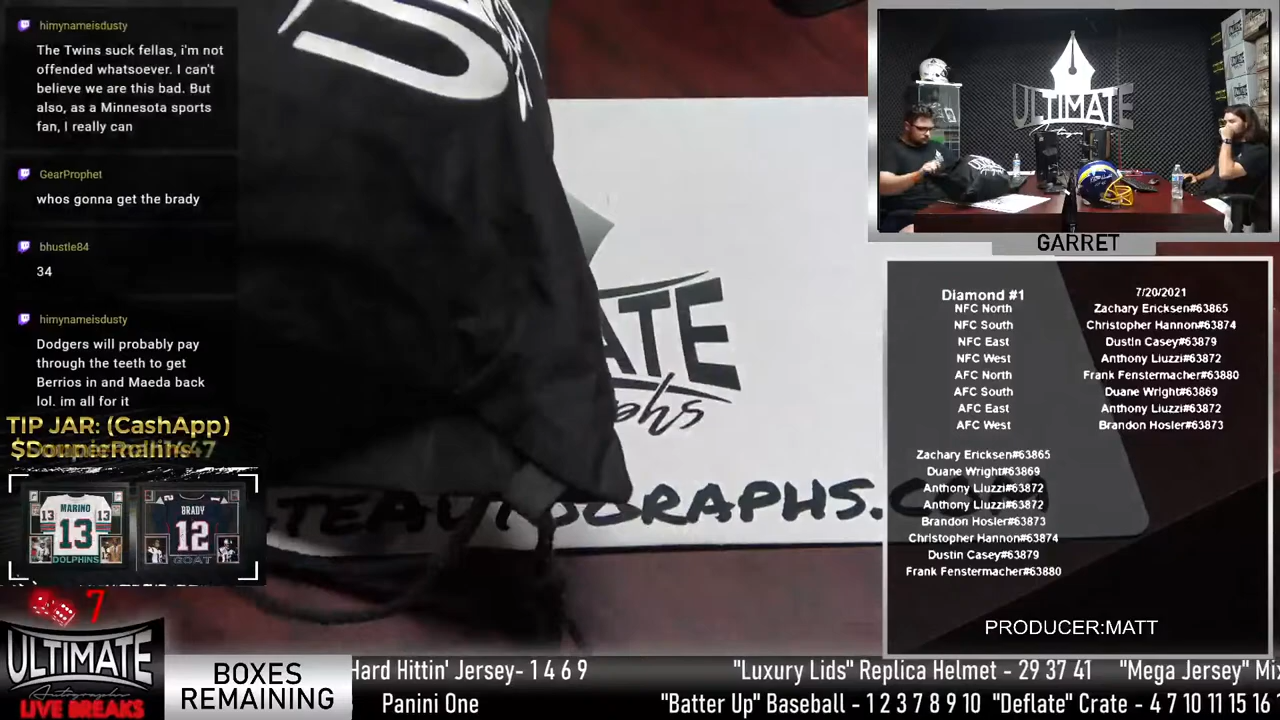 himynameisdusty
The Twins suck fellas, i'm not
offended whatsoever. I can't
believe we are this bad. But
also, as a Minnesota sports
fan, I really can
GearProphet
whos gonna get the brady
bhustle84
34
himynameisdusty
Dodgers will probably pay
through the teeth to get
Berrios in and Maeda back
lol. im all for it
TIP JAR: (CashApp)
MARINO
13
13
13
DOLPHINS
BRADY
12
GOAT
7
ULTIMATE
Autographs
LIVE BREAKS
BOXES
REMAINING
ULTIMATE
GARRET
Diamond #1
7/20/2021
NFC North Zachary Ericksen#63865
NFC South Christopher Hannon#63874
NFC East Dustin Casey#63879
NFC West Anthony Liuzzi#63872
AFC North Frank Fenstermacher#63880
AFC South Duane Wright#63869
AFC East Anthony Liuzzi#63872
AFC West Brandon Hosler#63873
Zachary Ericksen#63865
Duane Wright#63869
Anthony Liuzzi#63872
Anthony Liuzzi#63872
Brandon Hosler#63873
Christopher Hannon#63874
Dustin Casey#63879
Frank Fenstermacher#63880
PRODUCER:MATT
MATE
aphs
TEAUTOGRAPHS.C
Hard Hittin' Jersey- 1 4 6 9 "Luxury Lids" Replica Helmet - 29 37 41 "Mega Jersey" Mix
Panini One "Batter Up" Baseball - 1 2 3 7 8 9 10 "Deflate" Crate - 4 7 10 11 15 16